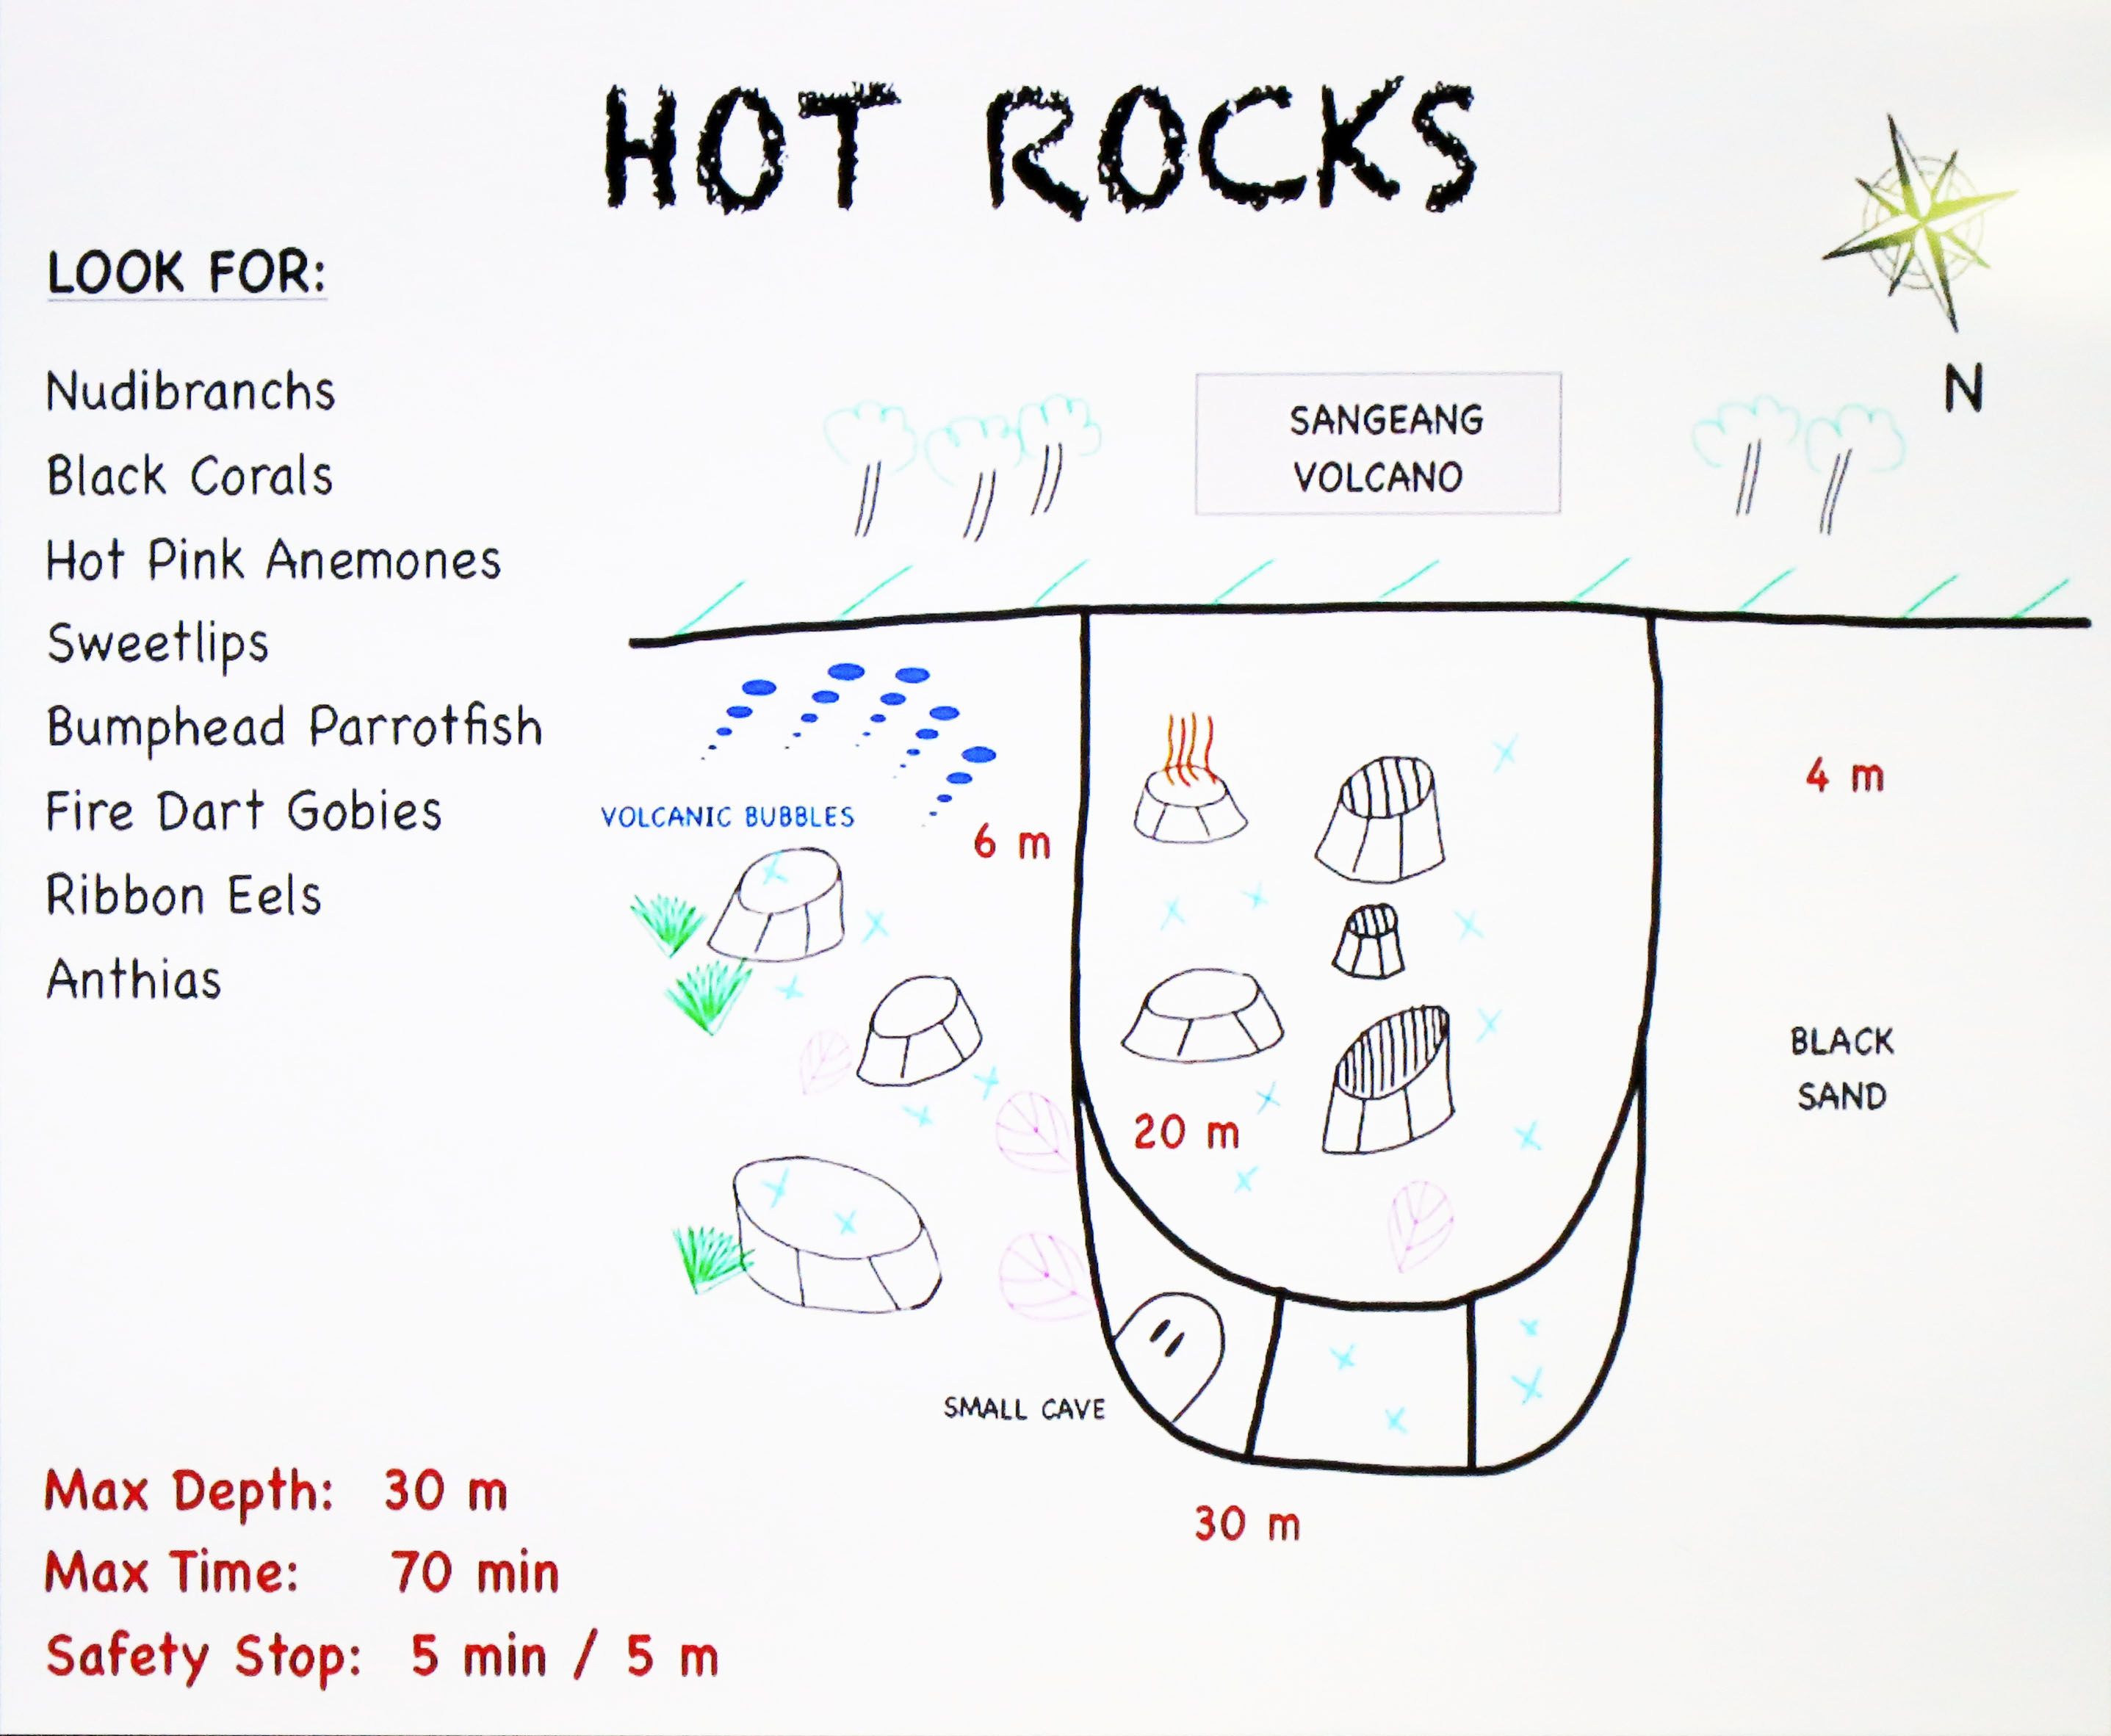 HOT ROCKS
LOOK FOR:
Nudibranchs
Black Corals
Hot Pink Anemones
Sweetlips
Bumphead Parrotfish
Fire Dart Gobies
Ribbon Eels
Anthias
N
SANGEANG
VOLCANO
VOLCANIC BUBBLES
6 m
4 m
20 m
BLACK
SAND
SMALL CAVE
30 m
Max Depth: 30 m
Max Time: 70 min
Safety Stop: 5 min / 5 m